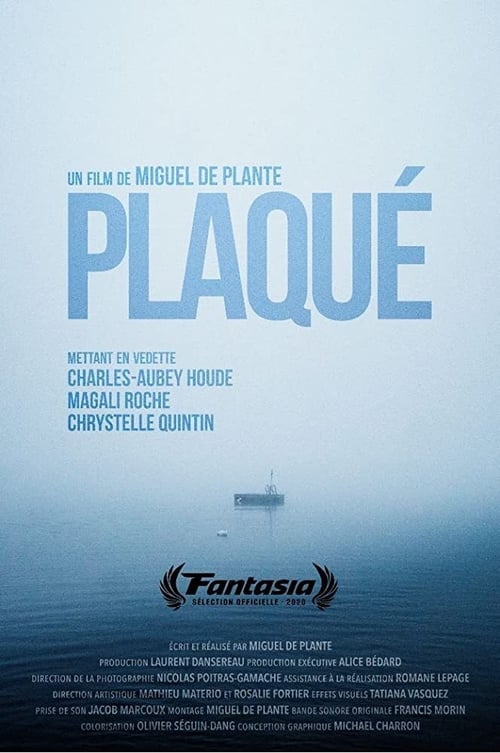 UN FILM DE MIGUEL DE PLANTE
PLAQUÉ
METTANT EN VEDETTE
CHARLES-AUBEY HOUDE
MAGALI ROCHE
CHRYSTELLE QUINTIN
Fantasia
SÉLECTION OFFICIELLE - 2020
ÉCRIT ET RÉALISÉ PAR MIGUEL DE PLANTE
PRODUCTION LAURENT DANSEREAU PRODUCTION EXÉCUTIVE ALICE BÉDARD
DIRECTION DE LA PHOTOGRAPHIE NICOLAS POITRAS-GAMACHE ASSISTANCE À LA RÉALISATION ROMANE LEPAGE
DIRECTION ARTISTIQUE MATHIEU MATERIO ET ROSALIE FORTIER EFFETS VISUELS TATIANA VASQUEZ
PRISE DE SON JACOB MARCOUX MONTAGE MIGUEL DE PLANTE BANDE SONORE ORIGINALE FRANCIS MORIN
COLORISATION OLIVIER SÉGUIN-DANG CONCEPTION GRAPHIQUE MICHAEL CHARRON